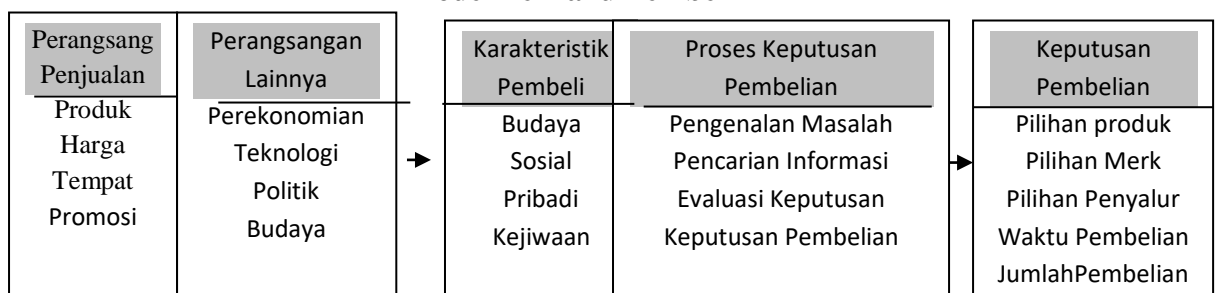 Perangsang
Penjualan
Produk
Harga
Tempat
Promosi
Perangsangan
Lainnya
Perekonomian
Teknologi
Politik
Budaya
Karakteristik
Pembeli
Budaya
Sosial
Pribadi
Kejiwaan
Proses Keputusan
Pembelian
Pengenalan Masalah
Pencarian Informasi
Evaluasi Keputusan
Keputusan Pembelian
Keputusan
Pembelian
Pilihan produk
Pilihan Merk
Pilihan Penyalur
Waktu Pembelian
JumlahPembelian